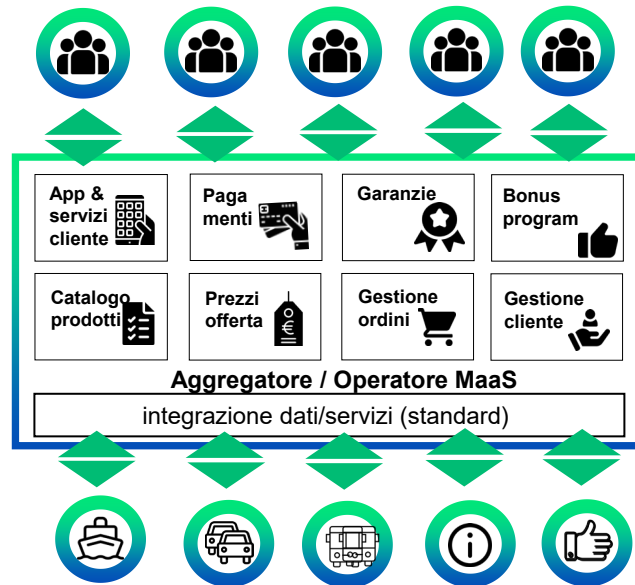 App &
servizi
cliente
Paga
menti
Garanzie
Bonus
program
Catalogo
prodotti
Prezzi
offerta
€
Gestione
ordini
Gestione
cliente
Aggregatore / Operatore MaaS
integrazione dati/servizi (standard)
i